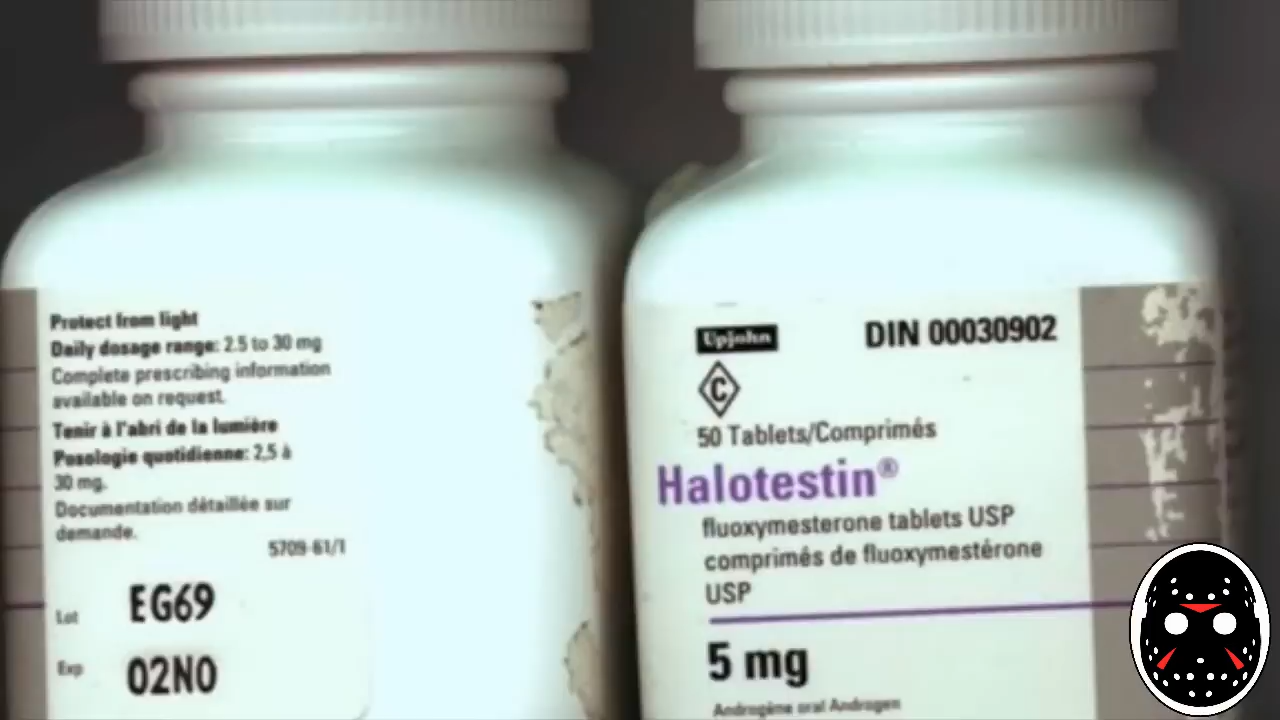 Protect from light
Daily dosage range: 2.5 to 30 mg
Complete prescribing information
available on request.
Tenir à l'abri de la lumière
Posologie quotidienne: 2,5 à
30 mg.
Documentation détaillée sur
demande.
5709-61/1
Lot EG69
Exp 02N0
Upjohn
DIN 00030902
C
50 Tablets/Comprimés
Halotestin®
fluoxymesterone tablets USP
comprimés de fluoxymestérone
USP
5 mg
Androgène oral Androgen